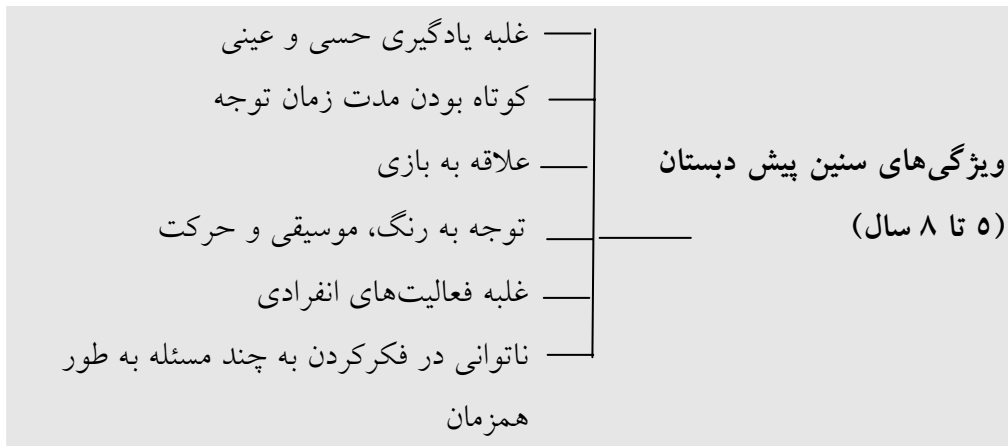 ویژگی‌های سنین پیش دبستان
(۵ تا ۸ سال)
غلبه یادگیری حسی و عینی
کوتاه بودن مدت زمان توجه
علاقه به بازی
توجه به رنگ، موسیقی و حرکت
غلبه فعالیت‌های انفرادی
ناتوانی در فکرکردن به چند مسئله به طور
همزمان